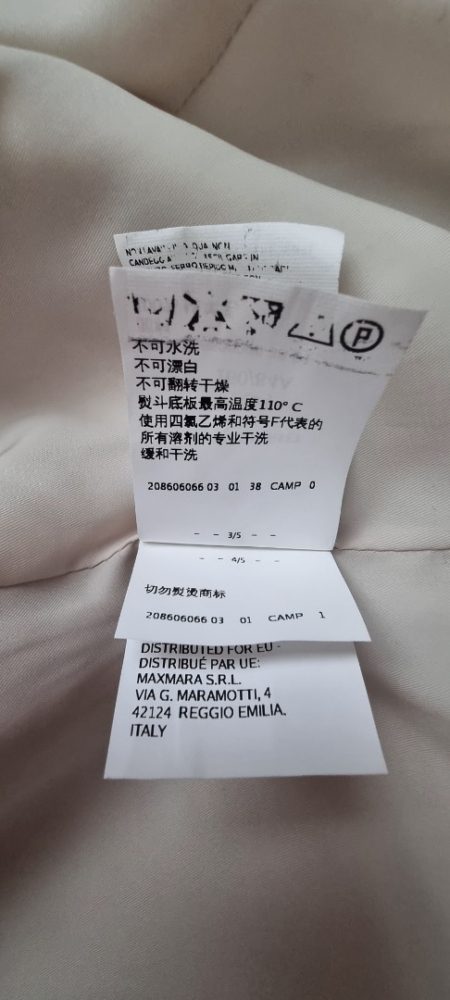 CANDEGG
不可水洗
不可漂白
不可翻转干燥
熨斗底板最高温度110° C
使用四氯乙烯和符号F代表的
所有溶剂的专业干洗
缓和干洗
208606066 03 01 38 CAMP 0
- - 3/5 - -
- - 4/5 - -
切勿熨烫商标
208606066 03 01 CAMP 1
DISTRIBUTED FOR EU -
DISTRIBUÉ PAR UE:
MAXMARA S.R.L.
VIA G. MARAMOTTI, 4
42124 REGGIO EMILIA.
ITALY